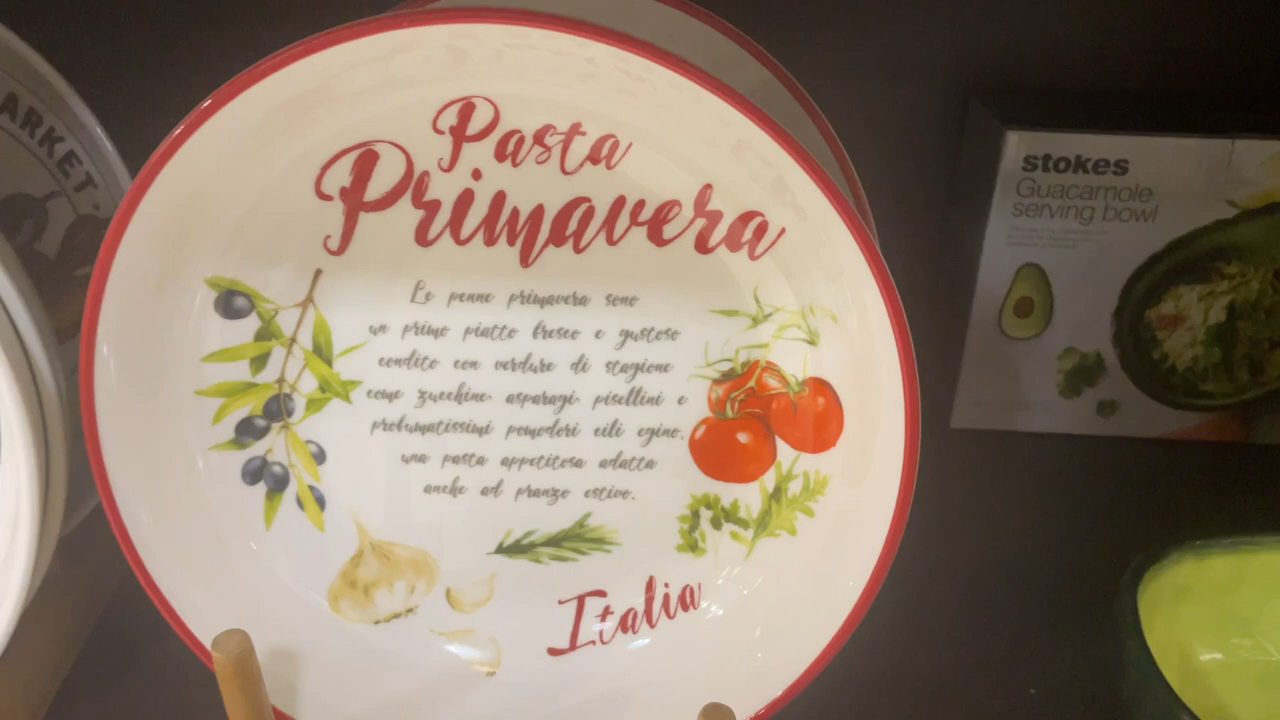 ARKET
Pasta
Primavera
Le penne primavera sono
un primo piatto fresco e gustoso
condito con verdure di stagione
come zucchine, asparagi, pisellini e
profumatissimi pomodori cili egino.
una pasta appetitosa adatta
anche ad pranzo estivo.
Italia
stokes
Guacamole
serving bowl